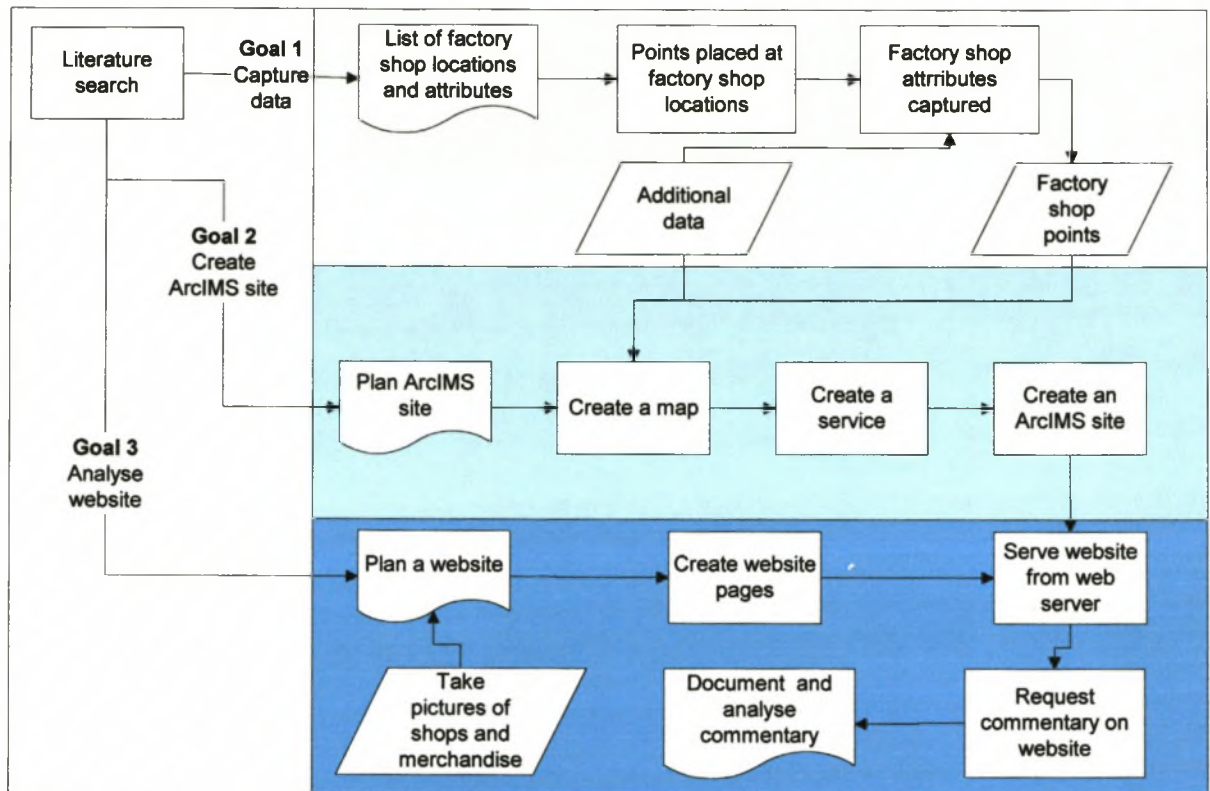 Literature
search
Goal 1
Capture
data
List of factory
shop locations
and attributes
Points placed at
factory shop
locations
Factory shop
attrributes
captured
Additional
data
Factory
shop
points
Goal 2
Create
ArcIMS site
Plan ArcIMS
site
Create a map
Create a
service
Create an
ArcIMS site
Goal 3
Analyse
website
Plan a website
Create website
pages
Serve website
from web
server
Take
pictures of
shops and
merchandise
Document and
analyse
commentary
Request
commentary on
website